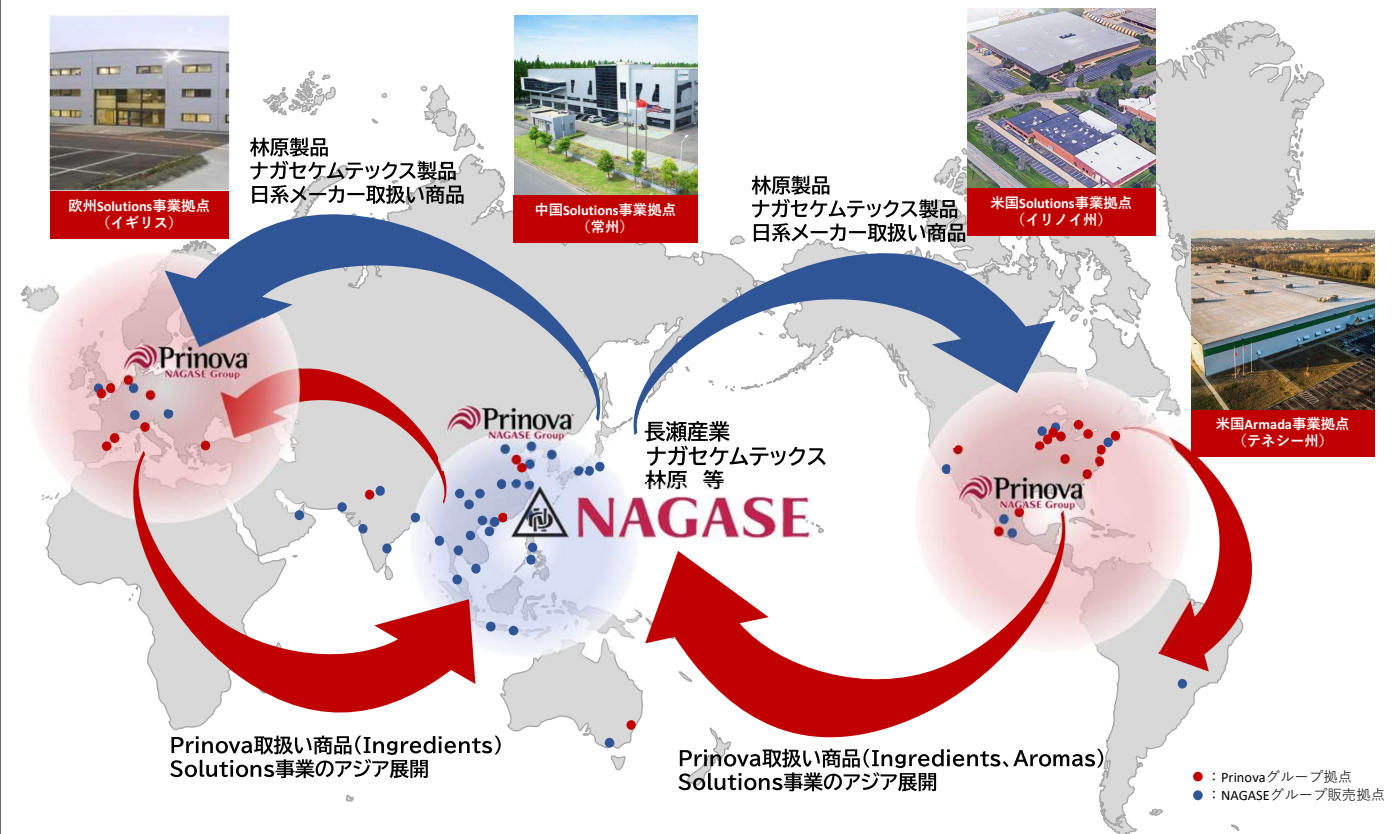 林原製品
ナガセケムテックス製品
日系メーカー取扱い商品
欧州Solutions事業拠点
（イギリス）
中国Solutions事業拠点
（常州）
林原製品
ナガセケムテックス製品
日系メーカー取扱い商品
米国Solutions事業拠点
（イリノイ州）
米国Armada事業拠点
（テネシー州）
Prinova
NAGASE Group
Prinova
NAGASE Group
長瀬産業
ナガセケムテックス
林原 等
NAGASE
Prinova
NAGASE Group
Prinova取扱い商品（Ingredients）
Solutions事業のアジア展開
Prinova取扱い商品（Ingredients、Aromas）
Solutions事業のアジア展開
●：Prinovaグループ拠点
●：NAGASEグループ販売拠点